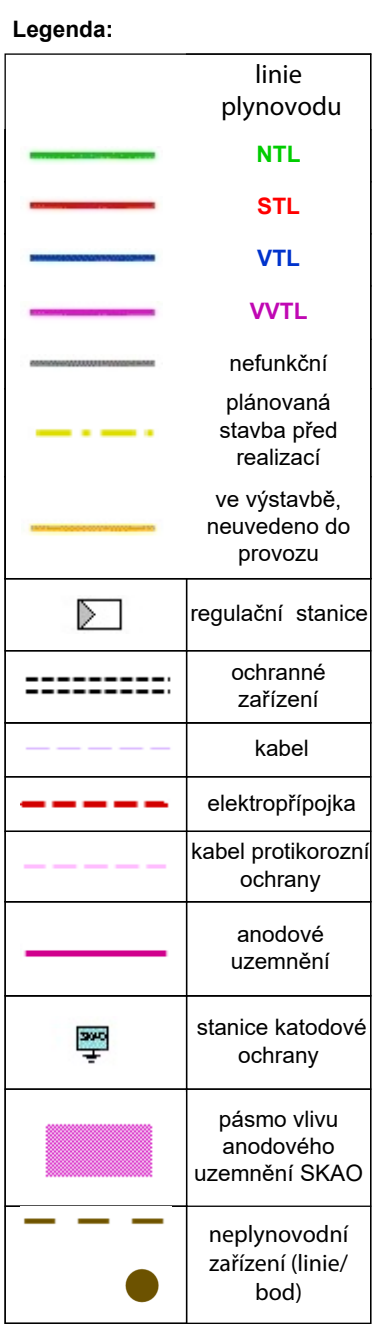 Legenda:
linie
plynovodu
NTL
STL
VTL
VVTL
nefunkční
plánovaná
stavba před
realizací
ve výstavbě,
neuvedeno do
provozu
regulační stanice
ochranné
zařízení
kabel
elektropřípojka
kabel protikorozní
ochrany
anodové
uzemnění
SKAO
stanice katodové
ochrany
pásmo vlivu
anodového
uzemnění SKAO
neplynovodní
zařízení (linie/
bod)